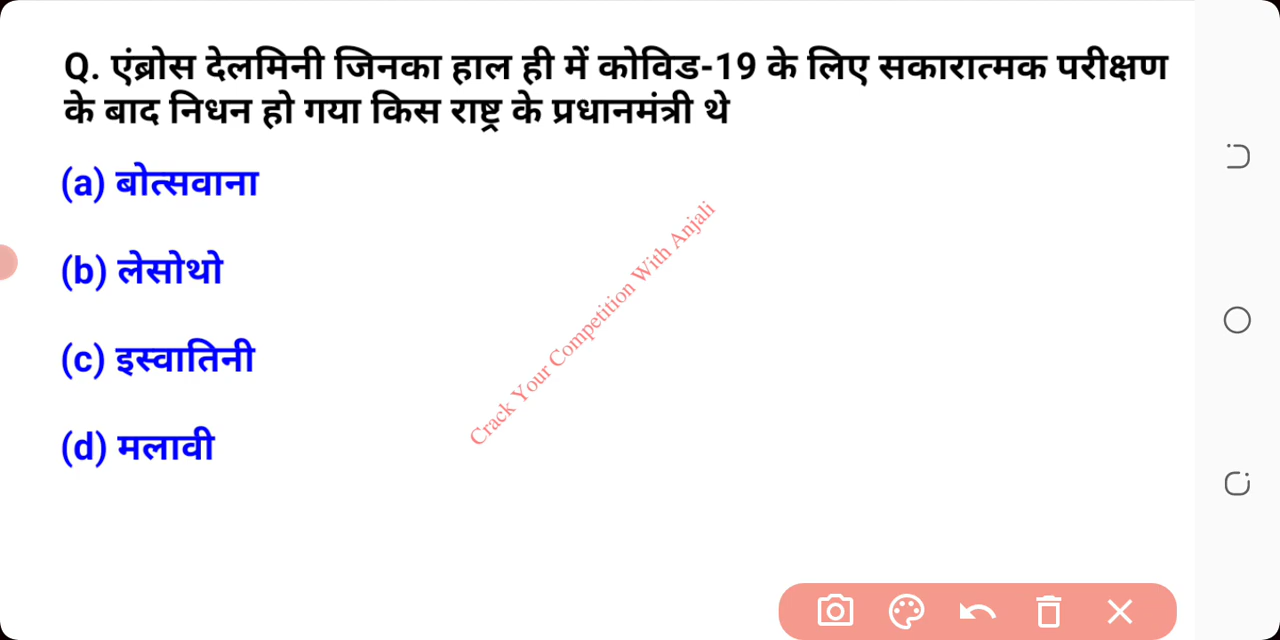 Q. एंब्रोस देलमिनी जिनका हाल ही में कोविड-19 के लिए सकारात्मक परीक्षण
के बाद निधन हो गया किस राष्ट्र के प्रधानमंत्री थे
(a) बोत्सवाना
(b) लेसोथो
(c) इस्वातिनी
(d) मलावी
Crack Your Competition With Anjali